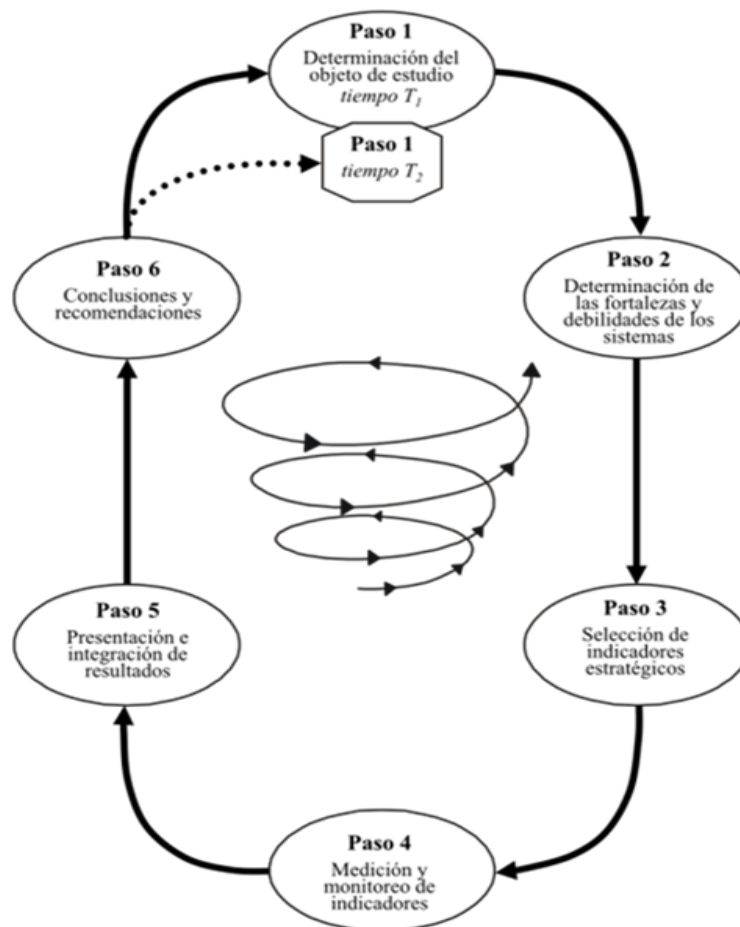 Paso 1
Determinación del
objeto de estudio
tiempo T₁
Paso 1
tiempo T₂
Paso 2
Determinación de
las fortalezas y
debilidades de los
sistemas
Paso 3
Selección de
indicadores
estratégicos
Paso 4
Medición y
monitoreo de
indicadores
Paso 5
Presentación e
integración de
resultados
Paso 6
Conclusiones y
recomendaciones